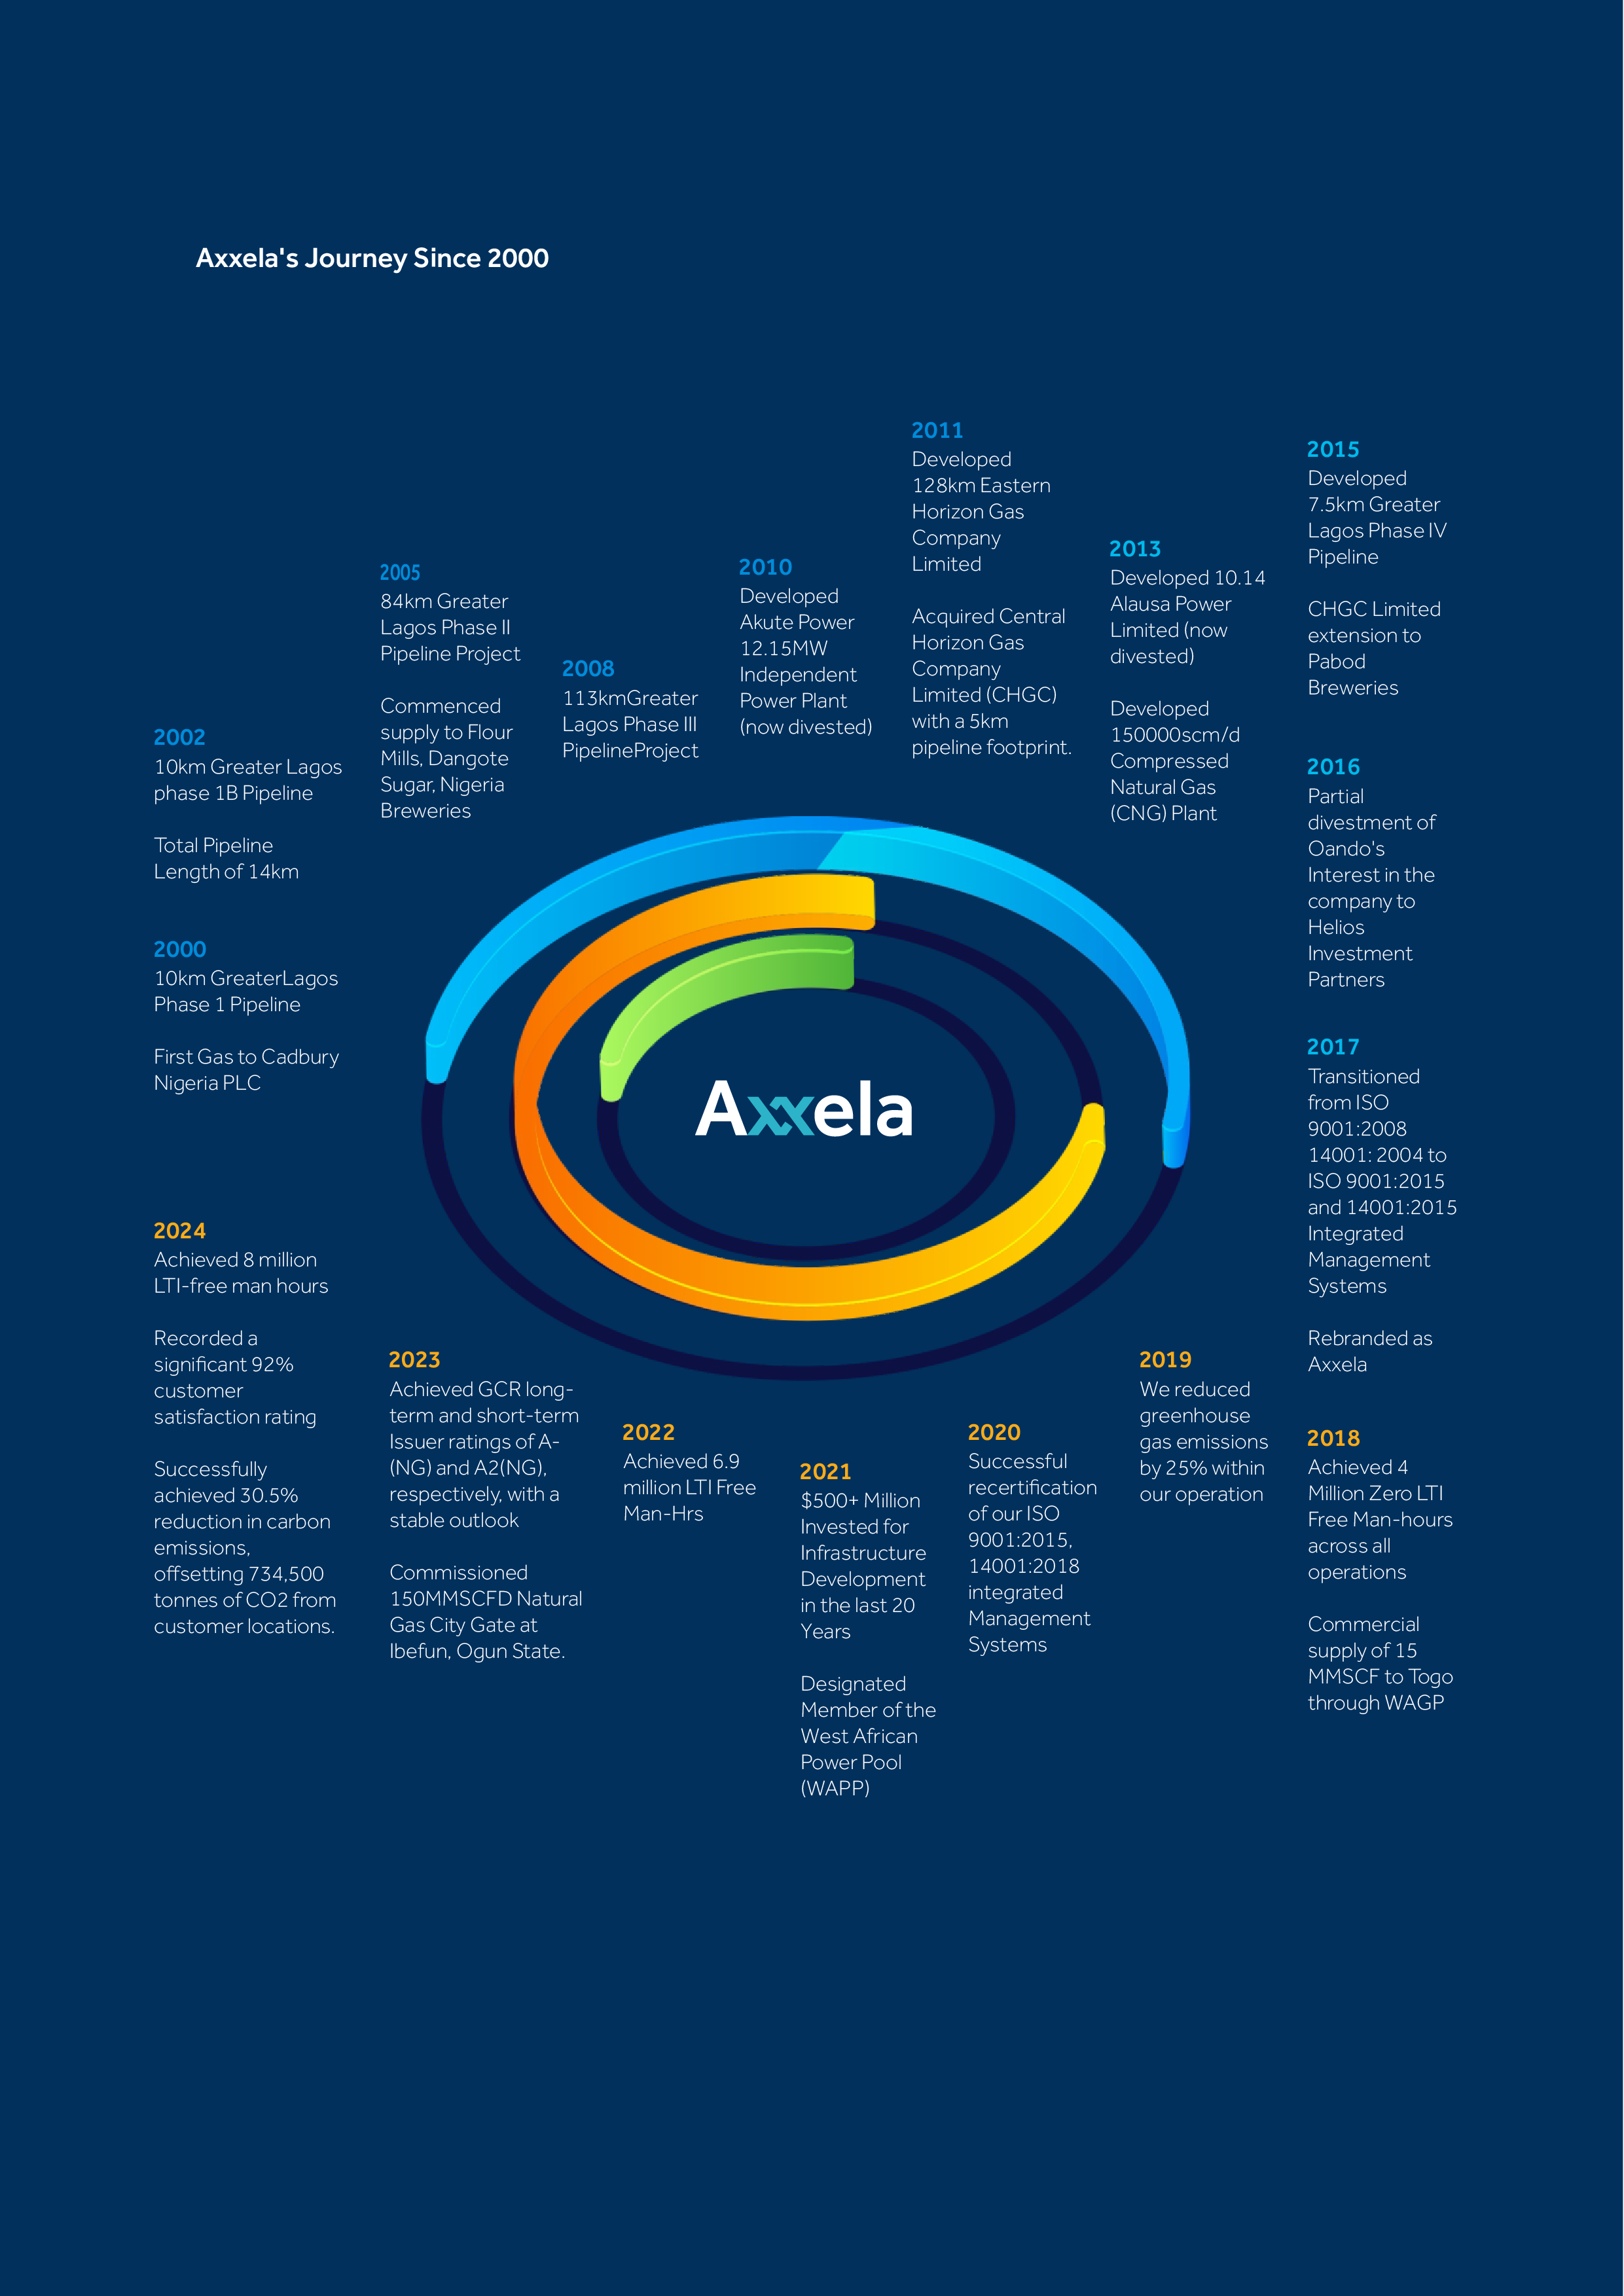 Axxela's Journey Since 2000
2000
10km GreaterLagos
Phase 1 Pipeline
First Gas to Cadbury
Nigeria PLC
2002
10km Greater Lagos
phase 1B Pipeline
Total Pipeline
Length of 14km
2005
84km Greater
Lagos Phase II
Pipeline Project
Commenced
supply to Flour
Mills, Dangote
Sugar, Nigeria
Breweries
2008
113kmGreater
Lagos Phase III
PipelineProject
2010
Developed
Akute Power
12.15MW
Independent
Power Plant
(now divested)
2011
Developed
128km Eastern
Horizon Gas
Company
Limited
Acquired Central
Horizon Gas
Company
Limited (CHGC)
with a 5km
pipeline footprint.
2013
Developed 10.14
Alausa Power
Limited (now
divested)
Developed
150000scm/d
Compressed
Natural Gas
(CNG) Plant
2015
Developed
7.5km Greater
Lagos Phase IV
Pipeline
CHGC Limited
extension to
Pabod
Breweries
2016
Partial
divestment of
Oando's
Interest in the
company to
Helios
Investment
Partners
2017
Transitioned
from ISO
9001:2008
14001: 2004 to
ISO 9001:2015
and 14001:2015
Integrated
Management
Systems
Rebranded as
Axxela
2018
Achieved 4
Million Zero LTI
Free Man-hours
across all
operations
Commercial
supply of 15
MMSCF to Togo
through WAGP
2019
We reduced
greenhouse
gas emissions
by 25% within
our operation
2020
Successful
recertification
of our ISO
9001:2015,
14001:2018
integrated
Management
Systems
2021
$500+ Million
Invested for
Infrastructure
Development
in the last 20
Years
Designated
Member of the
West African
Power Pool
(WAPP)
2022
Achieved 6.9
million LTI Free
Man-Hrs
2023
Achieved GCR long-
term and short-term
Issuer ratings of A-
(NG) and A2(NG),
respectively, with a
stable outlook
Commissioned
150MMSCFD Natural
Gas City Gate at
Ibefun, Ogun State.
2024
Achieved 8 million
LTI-free man hours
Recorded a
significant 92%
customer
satisfaction rating
Successfully
achieved 30.5%
reduction in carbon
emissions,
offsetting 734,500
tonnes of CO2 from
customer locations.
Axxela